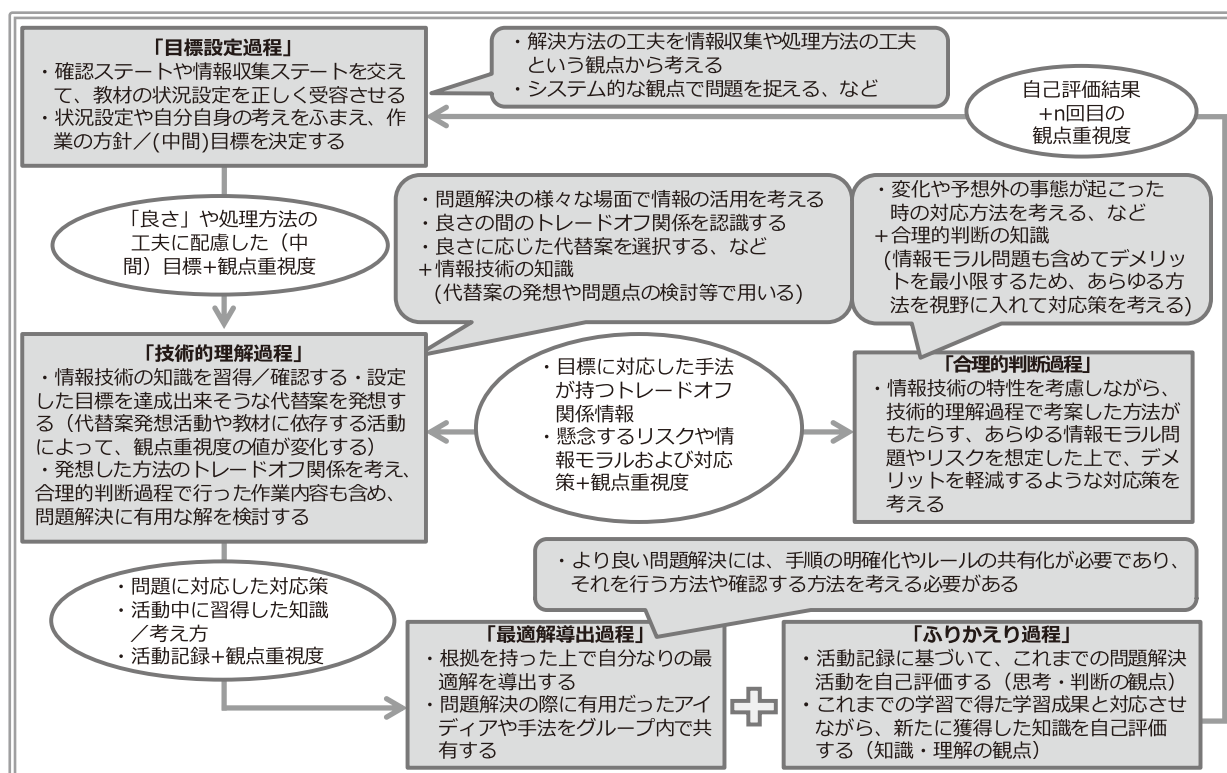 「目標設定過程」
・確認ステートや情報収集ステートを交え
て、教材の状況設定を正しく受容させる
・状況設定や自分自身の考えをふまえ、作
業の方針／(中間)目標を決定する
・解決方法の工夫を情報収集や処理方法の工夫
という観点から考える
・システム的な観点で問題を捉える、など
自己評価結果
+n回目の
観点重視度
「良さ」や処理方法の
工夫に配慮した（中
間）目標+観点重視度
・問題解決の様々な場面で情報の活用を考える
・良さの間のトレードオフ関係を認識する
・良さに応じた代替案を選択する、など
＋情報技術の知識
(代替案の発想や問題点の検討等で用いる)
・変化や予想外の事態が起こった
時の対応方法を考える、など
＋合理的判断の知識
(情報モラル問題も含めてデメリッ
トを最小限するため、あらゆる方
法を視野に入れて対応策を考える)
「技術的理解過程」
・情報技術の知識を習得／確認する・設定
した目標を達成出来そうな代替案を発想す
る（代替案発想活動や教材に依存する活動
によって、観点重視度の値が変化する）
・発想した方法のトレードオフ関係を考え、
合理的判断過程で行った作業内容も含め、
問題解決に有用な解を検討する
・目標に対応した手法
が持つトレードオフ
関係情報
・懸念するリスクや情
報モラルおよび対応
策+観点重視度
「合理的判断過程」
・情報技術の特性を考慮しながら、
技術的理解過程で考案した方法が
もたらす、あらゆる情報モラル問
題やリスクを想定した上で、デメ
リットを軽減するような対応策を
考える
・問題に対応した対応策
・活動中に習得した知識
／考え方
・活動記録+観点重視度
・より良い問題解決には、手順の明確化やルールの共有化が必要であり、
それを行う方法や確認する方法を考える必要がある
「最適解導出過程」
・根拠を持った上で自分なりの最
適解を導出する
・問題解決の際に有用だったアイ
ディアや手法をグループ内で共
有する
「ふりかえり過程」
・活動記録に基づいて、これまでの問題解決
活動を自己評価する（思考・判断の観点）
・これまでの学習で得た学習成果と対応させ
ながら、新たに獲得した知識を自己評価
する（知識・理解の観点）